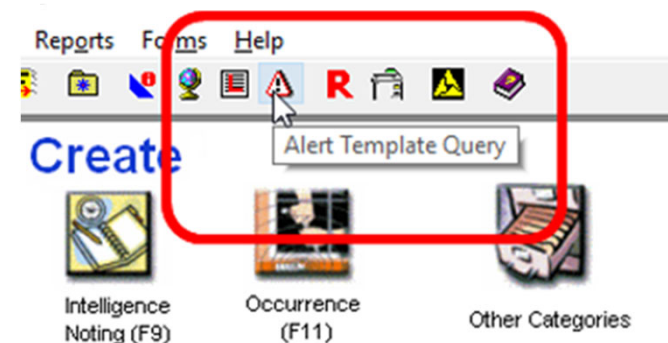 Reports Forms Help
R
Alert Template Query
Create
Intelligence
Noting (F9)
Occurrence
(F11)
Other Categories